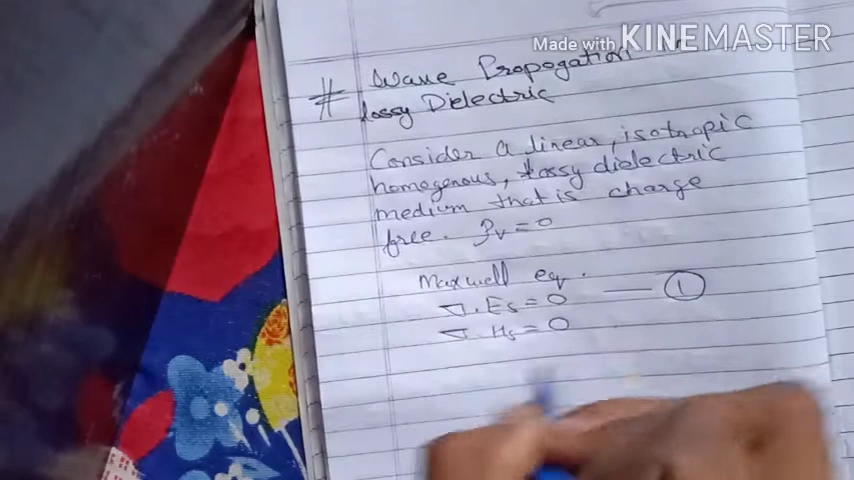 Made with KINEMASTER
# Wave Propogation in
lossy Dielectric
Consider a linear, isotropic
homogenous, lossy dielectric
medium that is charge
free. ρv = 0
Maxwell eq.
∇. Es = 0 — ①
∇. Hs = 0